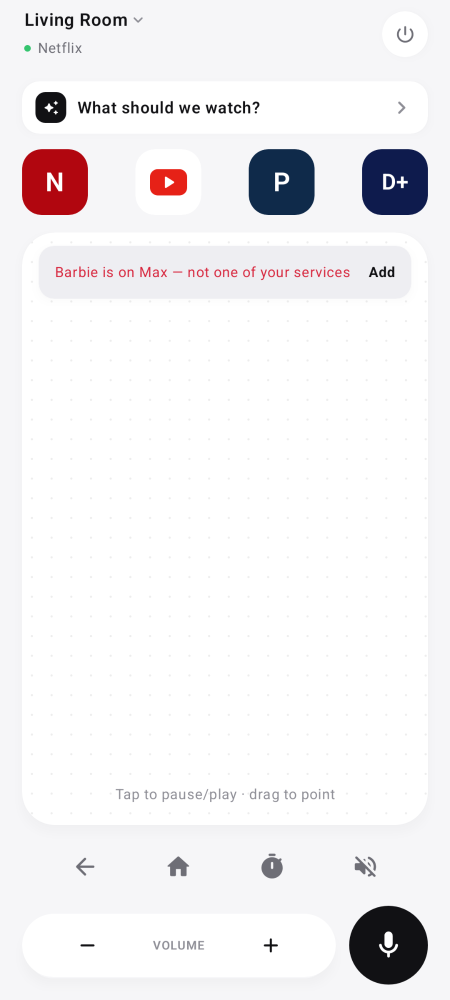 Living Room
Netflix
What should we watch?
N
P
D+
Barbie is on Max — not one of your services Add
Tap to pause/play · drag to point
VOLUME